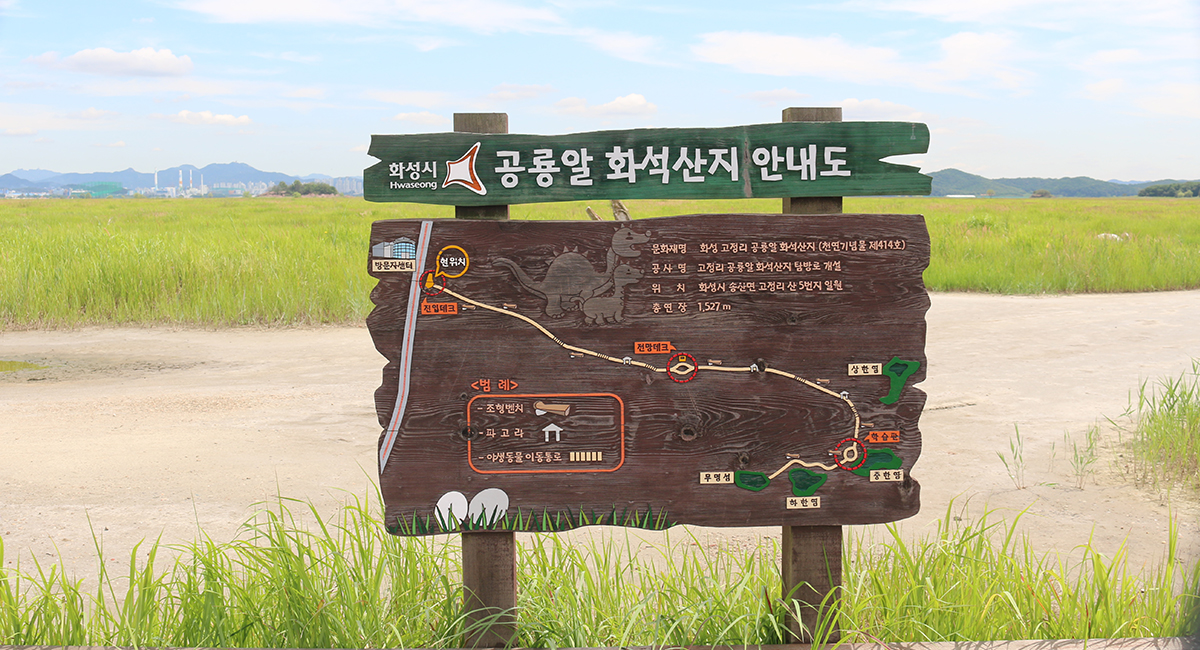 화성시
Hwaseong
공룡알 화석산지 안내도
문화재명 화성 고정리 공룡알 화석산지 (천연기념물 제414호)
공 사 명 고정리 공룡알 화석산지 탐방로 개설
위 치 화성시 송산면 고정리 산 5번지 일원
총 연 장 1,527 m
방문자센터
현위치
진입데크
전망데크
상한염
학습관
중한염
하한염
무명섬
<범 례>
- 조형벤치
- 파 고 라
- 야생동물 이동통로